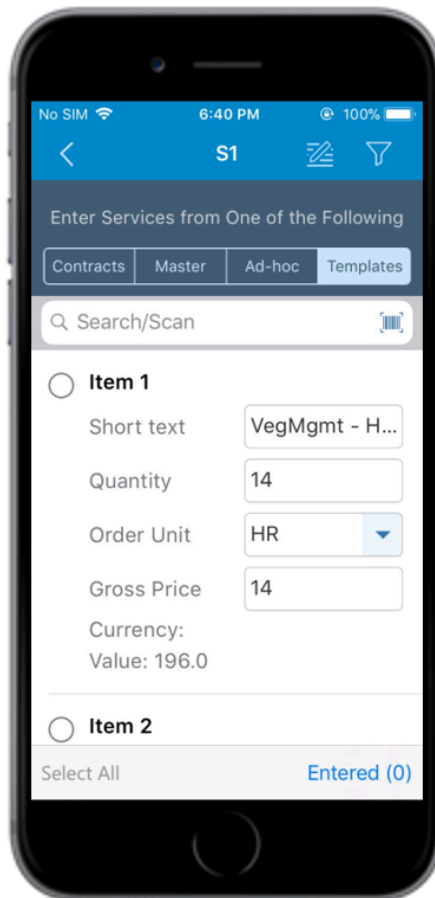 No SIM 6:40 PM 100%
S1
Enter Services from One of the Following
Contracts Master Ad-hoc Templates
Search/Scan
Item 1
Short text VegMgmt - H...
Quantity 14
Order Unit HR
Gross Price 14
Currency:
Value: 196.0
Item 2
Select All Entered (0)